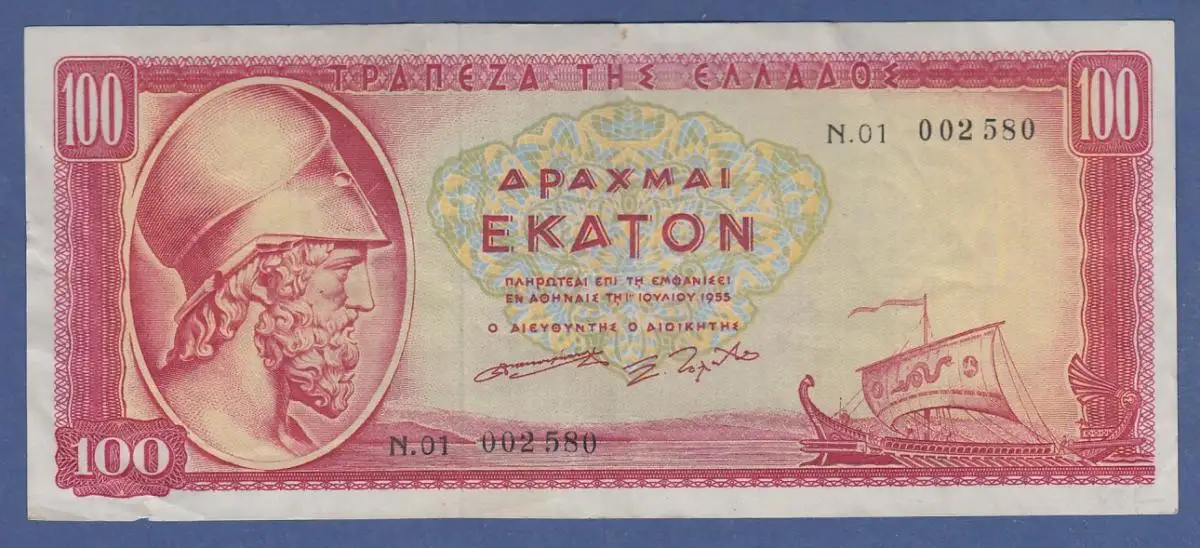 100
ΤΡΑΠΕΖΑ ΤΗΣ ΕΛΛΑΔΟΣ
100
N.01 002580
ΔΡΑΧΜΑΙ
ΕΚΑΤΟΝ
ΠΛΗΡΩΤΕΑΙ ΕΠΙ ΤΗ ΕΜΦΑΝΙΣΕΙ
ΕΝ ΑΘΗΝΑΙΣ ΤΗ 1Η ΙΟΥΛΙΟΥ 1955
Ο ΔΙΕΥΘΥΝΤΗΣ Ο ΔΙΟΙΚΗΤΗΣ
N.01 002580
100